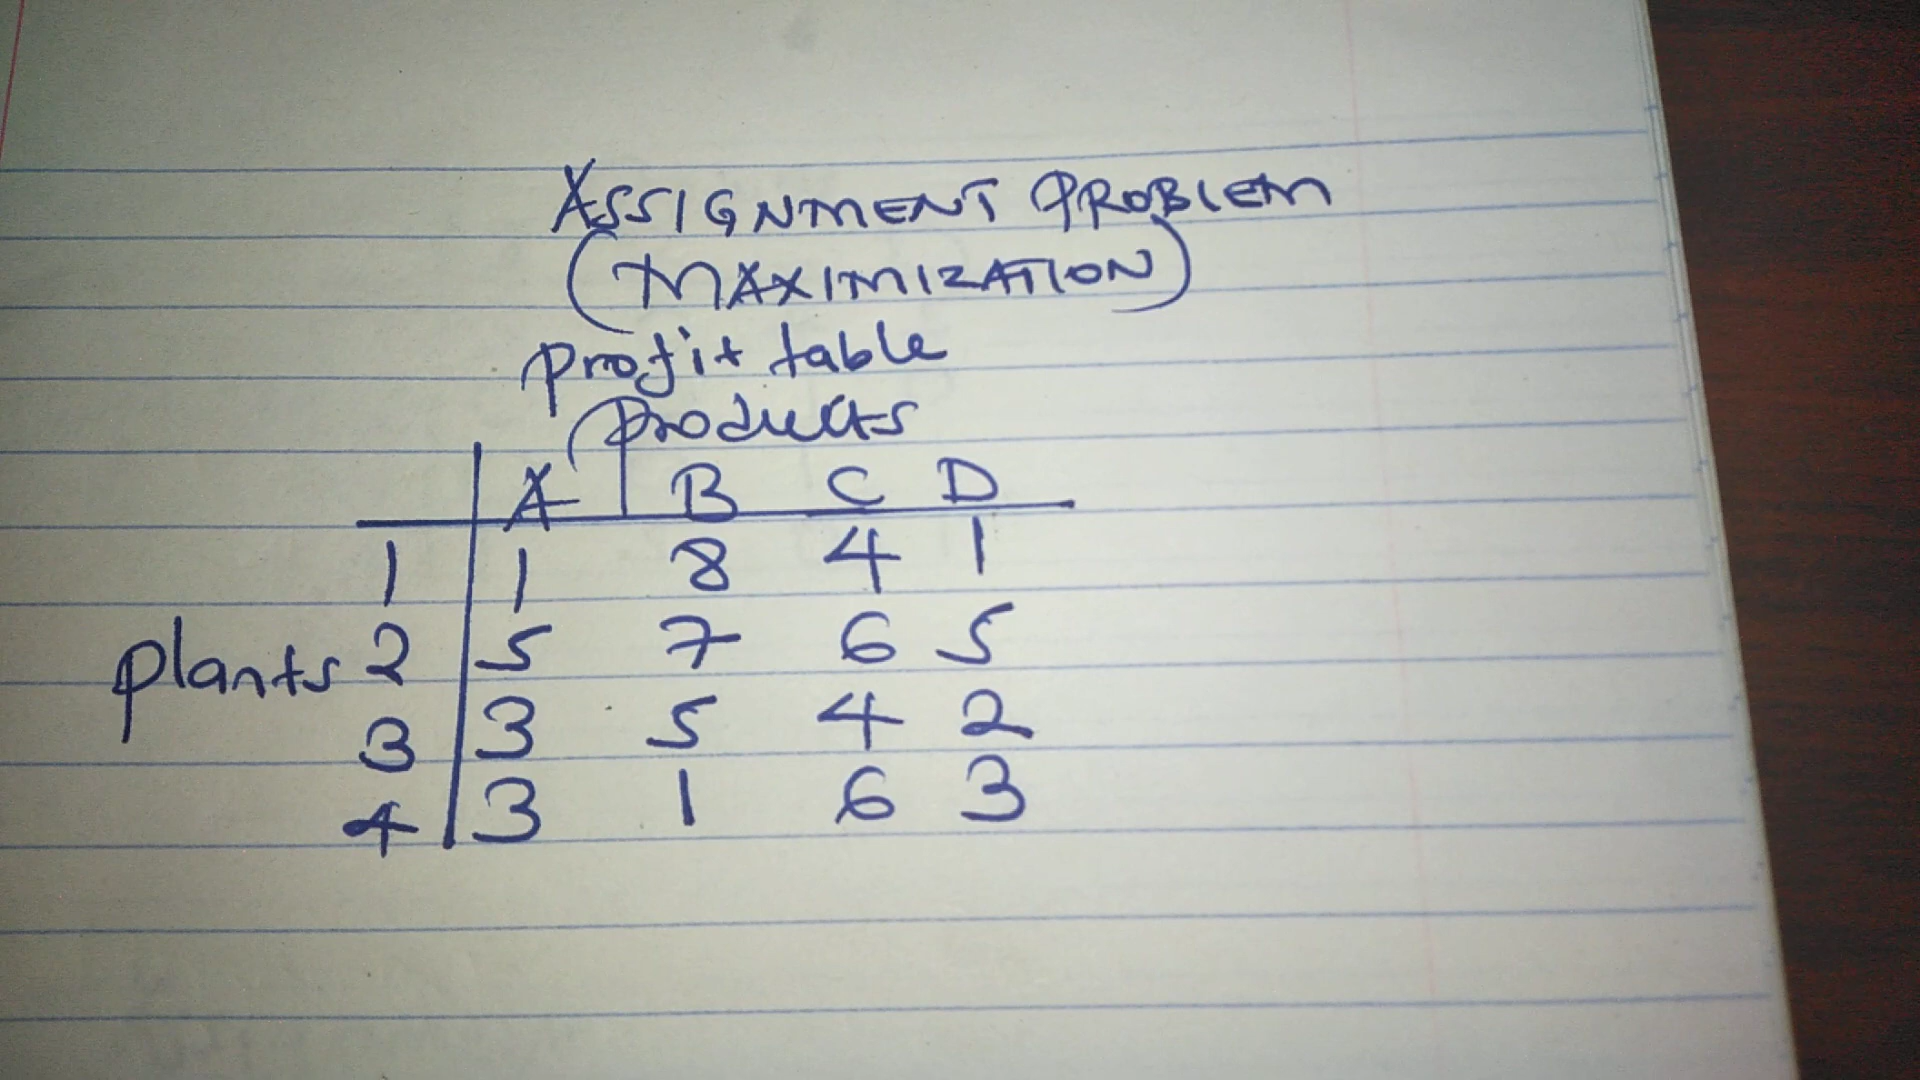 ASSIGNMENT PROBLEM
(MAXIMIZATION)
Profit table
Products
A B C D
1 1 8 4 1
Plants 2 5 7 6 5
3 3 5 4 2
4 3 1 6 3